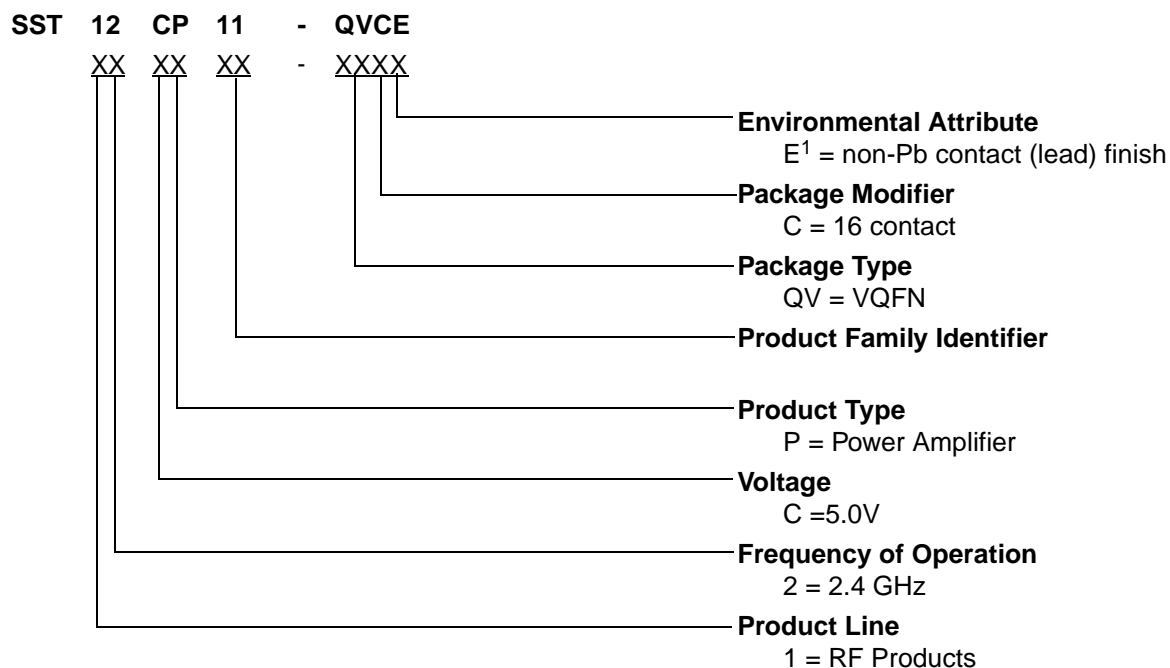 SST 12 CP 11 - QVCE
XX XX XX - XXXX
Environmental Attribute
E1 = non-Pb contact (lead) finish
Package Modifier
C = 16 contact
Package Type
QV = VQFN
Product Family Identifier
Product Type
P = Power Amplifier
Voltage
C =5.0V
Frequency of Operation
2 = 2.4 GHz
Product Line
1 = RF Products